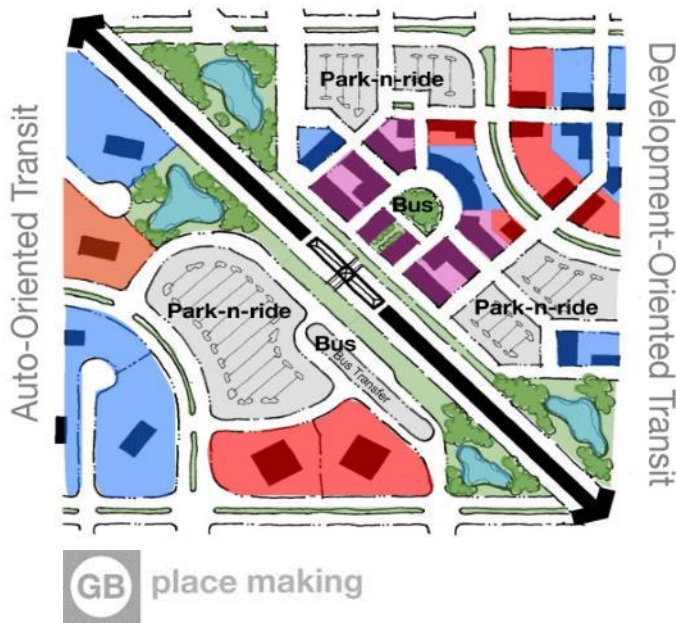 Auto-Oriented Transit
Development-Oriented Transit
Park-n-ride
Bus
Park-n-ride
Park-n-ride
Bus
Bus Transfer
GB place making